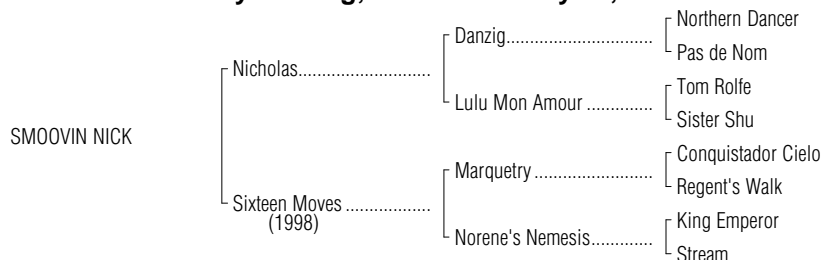 Northern Dancer
Danzig..............................
Pas de Nom
Nicholas...........................
Tom Rolfe
Lulu Mon Amour ..............
Sister Shu
SMOOVIN NICK
Conquistador Cielo
Marquetry ........................
Regent's Walk
Sixteen Moves ..................
(1998)
King Emperor
Norene's Nemesis.............
Stream